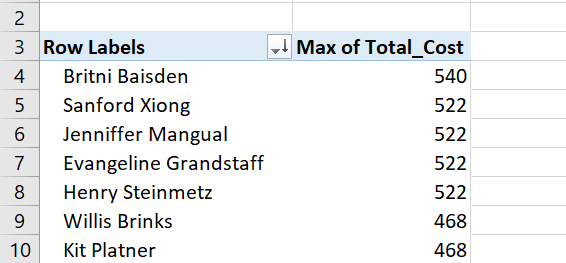 2
3 Row Labels Max of Total_Cost
4 Britni Baisden 540
5 Sanford Xiong 522
6 Jenniffer Mangual 522
7 Evangeline Grandstaff 522
8 Henry Steinmetz 522
9 Willis Brinks 468
10 Kit Platner 468